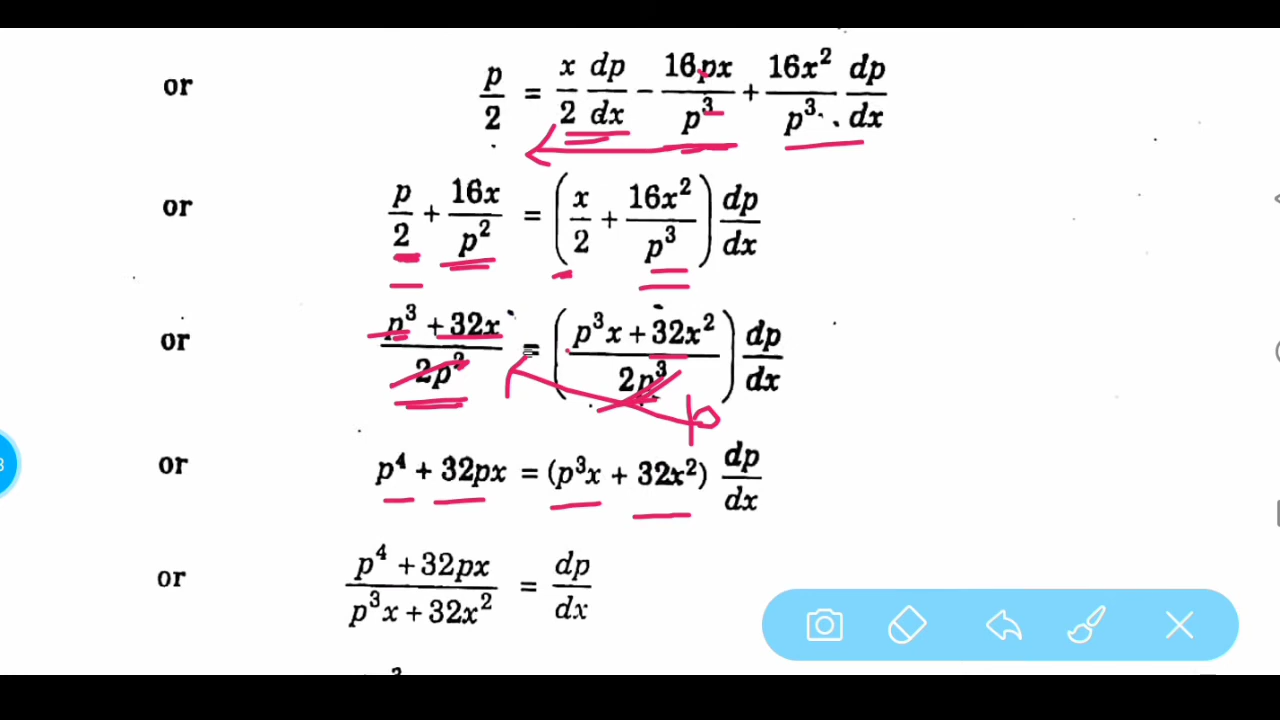 or p/2 = x/2 dp/dx − 16px/p³ + 16x²/p³ · dp/dx
or p/2 + 16x/p² = (x/2 + 16x²/p³) dp/dx
or (p³ + 32x)/2p² = ((p³x + 32x²)/2p³) dp/dx
p
or p⁴ + 32px = (p³x + 32x²) dp/dx
or (p⁴ + 32px)/(p³x + 32x²) = dp/dx